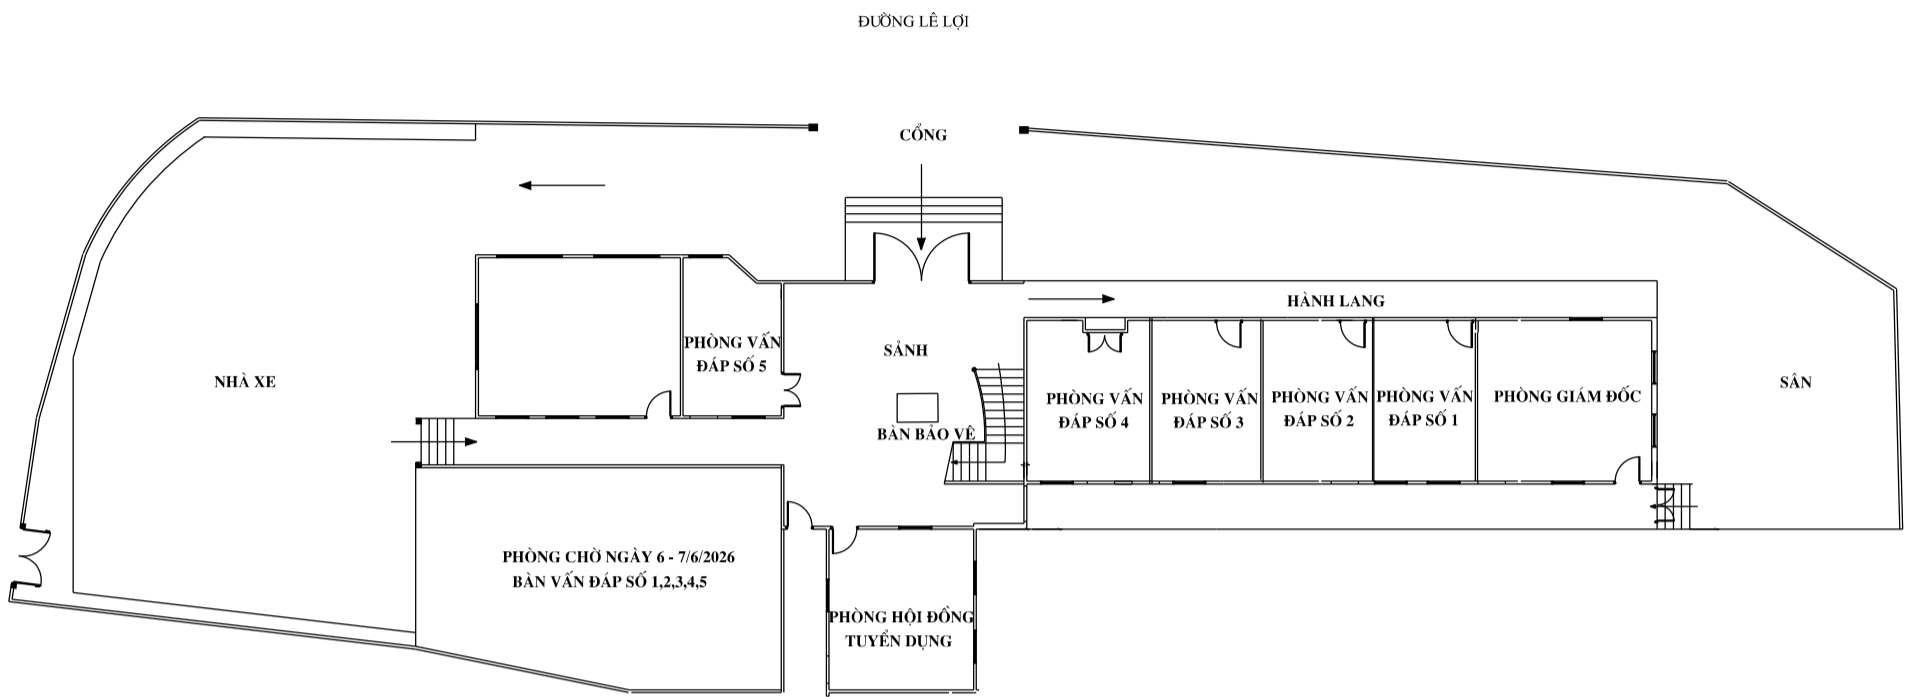 ĐƯỜNG LÊ LỢI
CỔNG
HÀNH LANG
PHÒNG VẤN
ĐÁP SỐ 5
SẢNH
NHÀ XE
SÂN
PHÒNG VẤN
ĐÁP SỐ 4
PHÒNG VẤN
ĐÁP SỐ 3
PHÒNG VẤN
ĐÁP SỐ 2
PHÒNG VẤN
ĐÁP SỐ 1
PHÒNG GIÁM ĐỐC
BÀN BẢO VỆ
PHÒNG CHỜ NGÀY 6 - 7/6/2026
BÀN VẤN ĐÁP SỐ 1,2,3,4,5
PHÒNG HỘI ĐỒNG
TUYỂN DỤNG